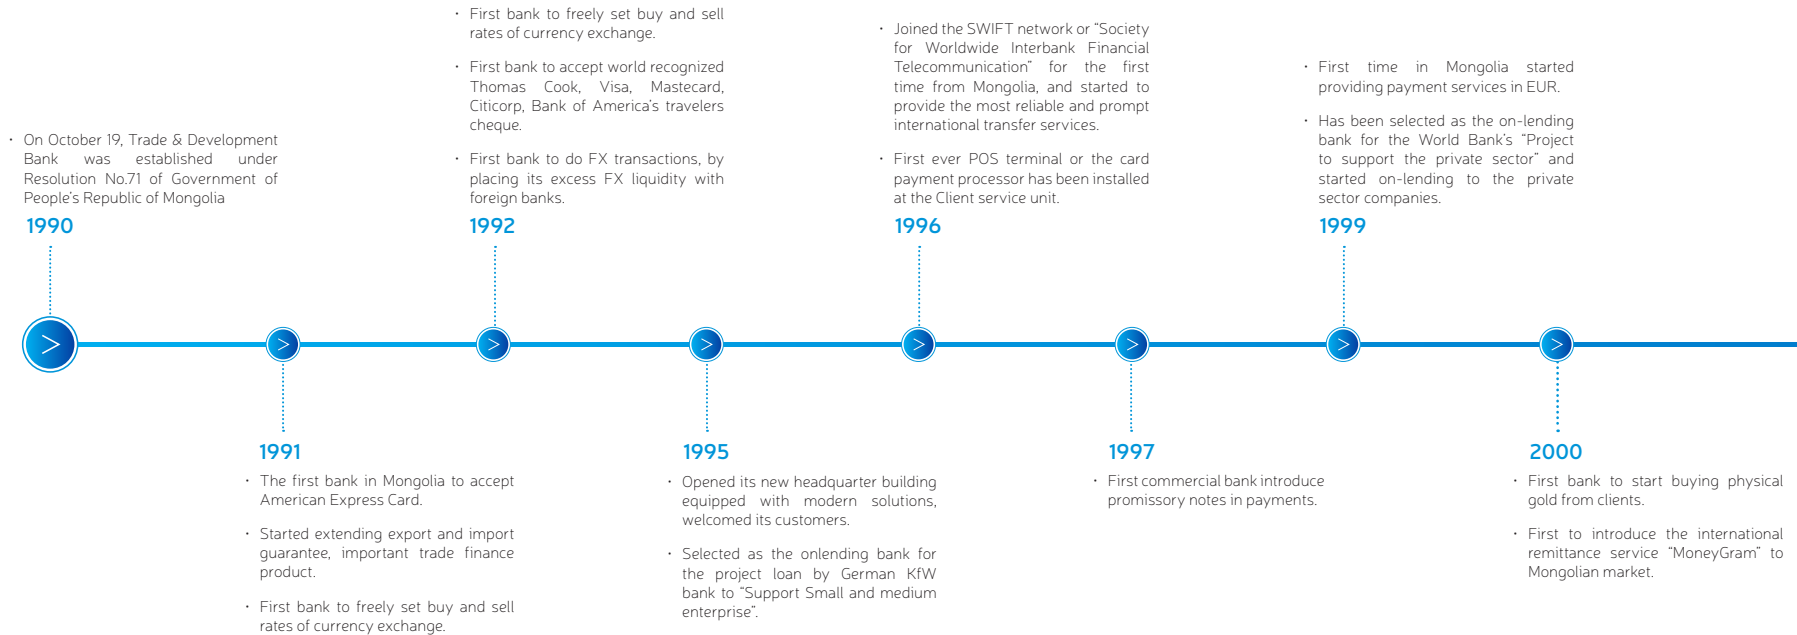 · On October 19, Trade & Development
Bank was established under
Resolution No.71 of Government of
People's Republic of Mongolia
1990
· First bank to freely set buy and sell
rates of currency exchange.
· First bank to accept world recognized
Thomas Cook, Visa, Mastecard,
Citicorp, Bank of America's travelers
cheque.
· First bank to do FX transactions, by
placing its excess FX liquidity with
foreign banks.
1992
· Joined the SWIFT network or “Society
for Worldwide Interbank Financial
Telecommunication” for the first
time from Mongolia, and started to
provide the most reliable and prompt
international transfer services.
· First ever POS terminal or the card
payment processor has been installed
at the Client service unit.
1996
· First time in Mongolia started
providing payment services in EUR.
· Has been selected as the on-lending
bank for the World Bank's “Project
to support the private sector” and
started on-lending to the private
sector companies.
1999
> > > > > > > >
1991
· The first bank in Mongolia to accept
American Express Card.
· Started extending export and import
guarantee, important trade finance
product.
· First bank to freely set buy and sell
rates of currency exchange.
1995
· Opened its new headquarter building
equipped with modern solutions,
welcomed its customers.
· Selected as the onlending bank for
the project loan by German KfW
bank to “Support Small and medium
enterprise”.
1997
· First commercial bank introduce
promissory notes in payments.
2000
· First bank to start buying physical
gold from clients.
· First to introduce the international
remittance service “MoneyGram” to
Mongolian market.